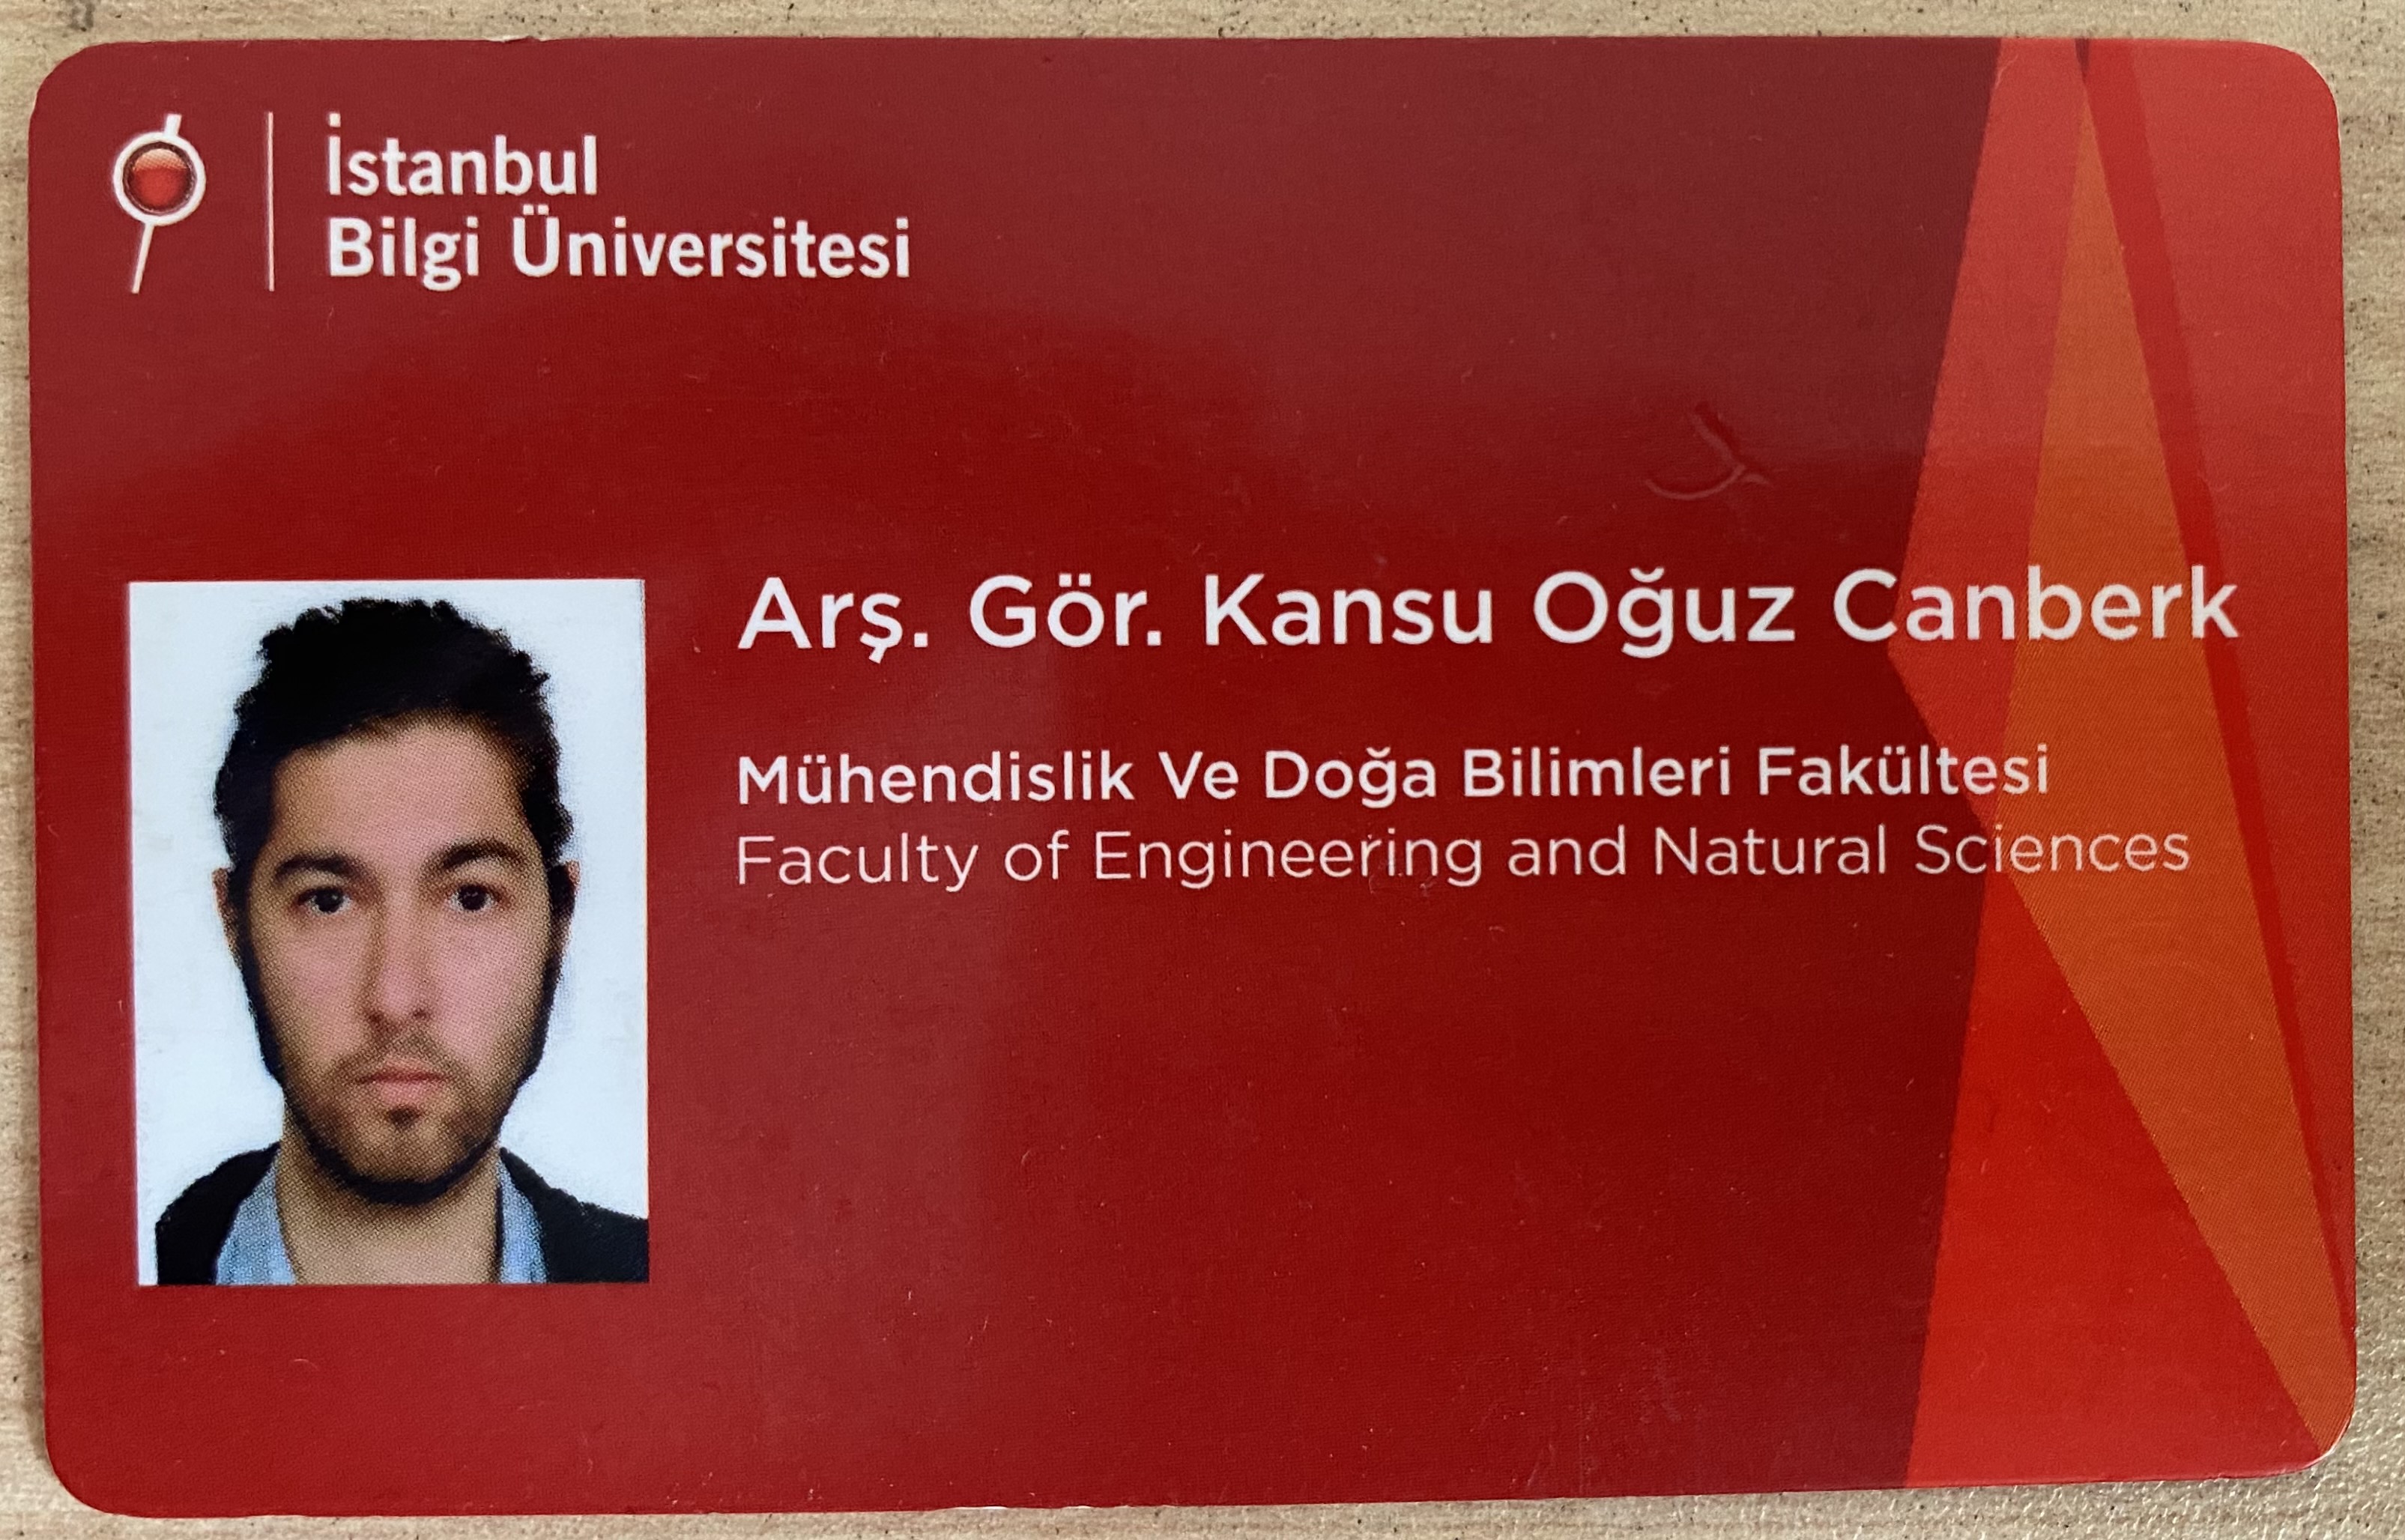 İstanbul
Bilgi Üniversitesi
Arş. Gör. Kansu Oğuz Canberk
Mühendislik Ve Doğa Bilimleri Fakültesi
Faculty of Engineering and Natural Sciences